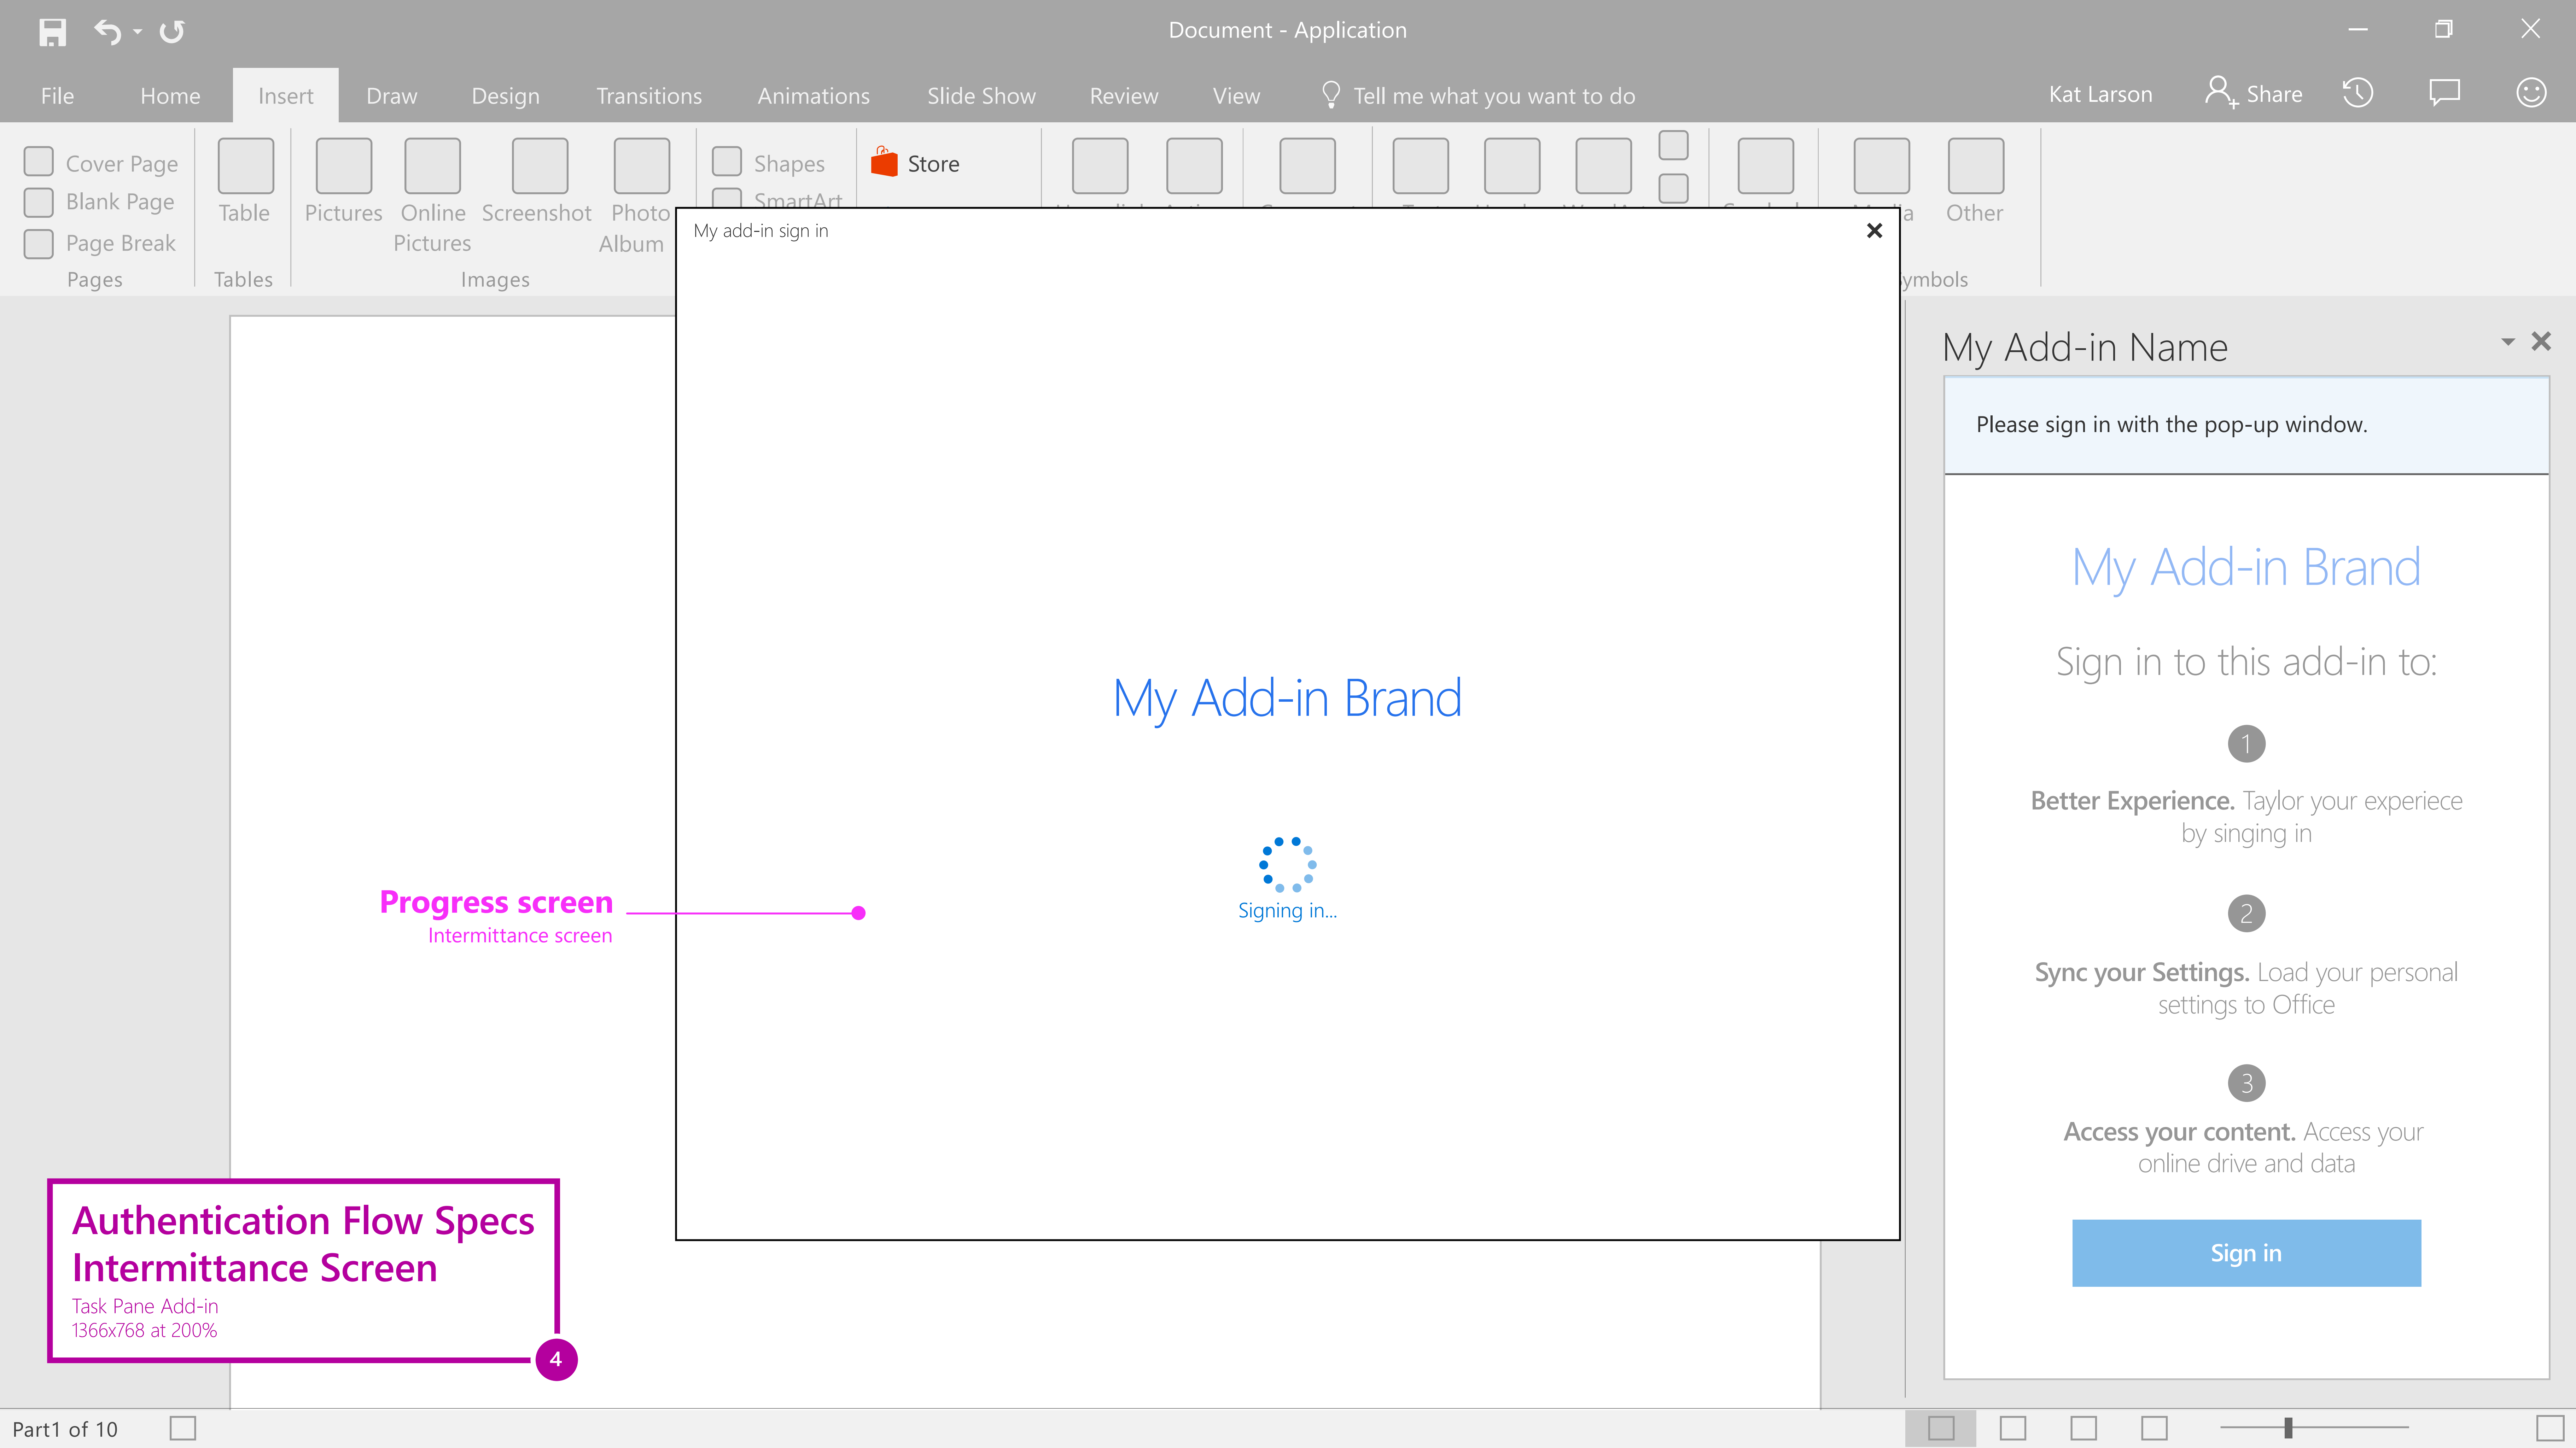 Document - Application
File Home Insert Draw Design Transitions Animations Slide Show Review View Tell me what you want to do Kat Larson Share
Cover Page
Blank Page
Page Break
Pages
Table
Tables
Pictures
Online
Pictures
Screenshot
Photo
Album
Images
Shapes
SmartArt
Store
Other
ymbols
My add-in sign in
My Add-in Brand
Signing in...
Progress screen
Intermittance screen
My Add-in Name
Please sign in with the pop-up window.
My Add-in Brand
Sign in to this add-in to:
1
Better Experience. Taylor your experiece
by singing in
2
Sync your Settings. Load your personal
settings to Office
3
Access your content. Access your
online drive and data
Sign in
Authentication Flow Specs
Intermittance Screen
Task Pane Add-in
1366x768 at 200%
4
Part1 of 10